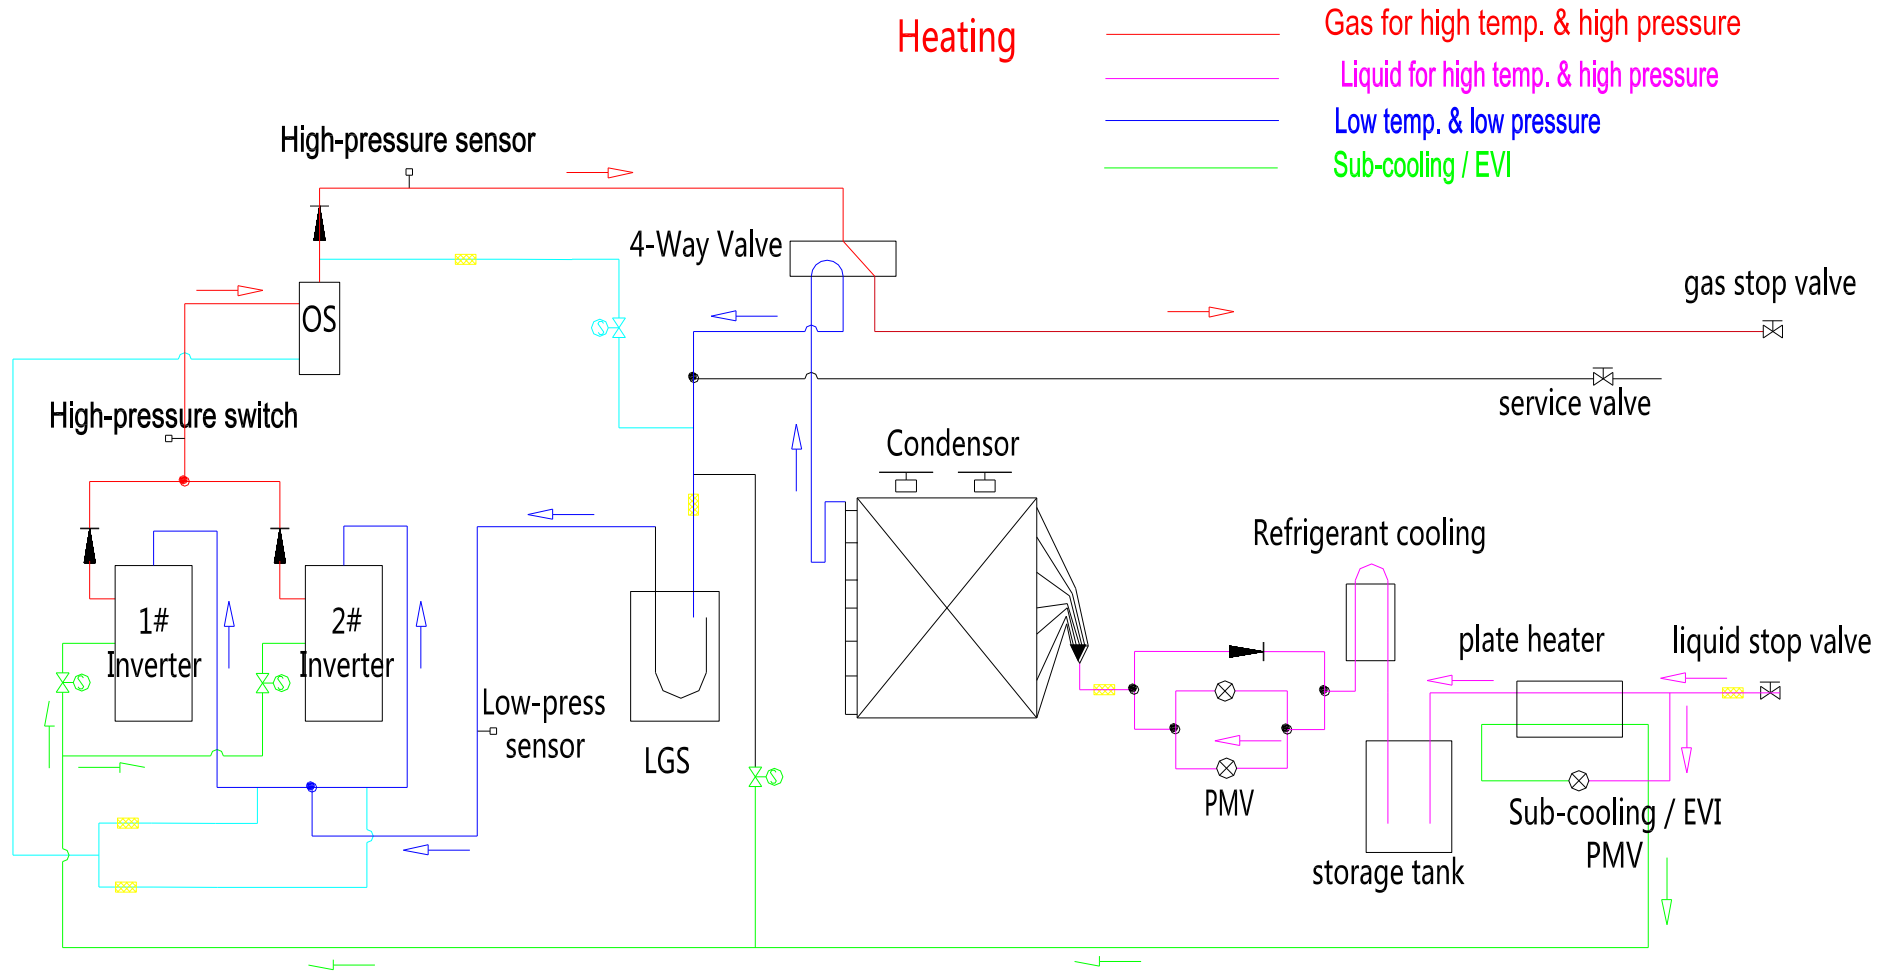 Heating
Gas for high temp. & high pressure
Liquid for high temp. & high pressure
Low temp. & low pressure
Sub-cooling / EVI
High-pressure sensor
4-Way Valve
gas stop valve
OS
service valve
High-pressure switch
Condensor
Refrigerant cooling
1#
Inverter
2#
Inverter
plate heater
liquid stop valve
Low-press
sensor
LGS
PMV
Sub-cooling / EVI
PMV
storage tank